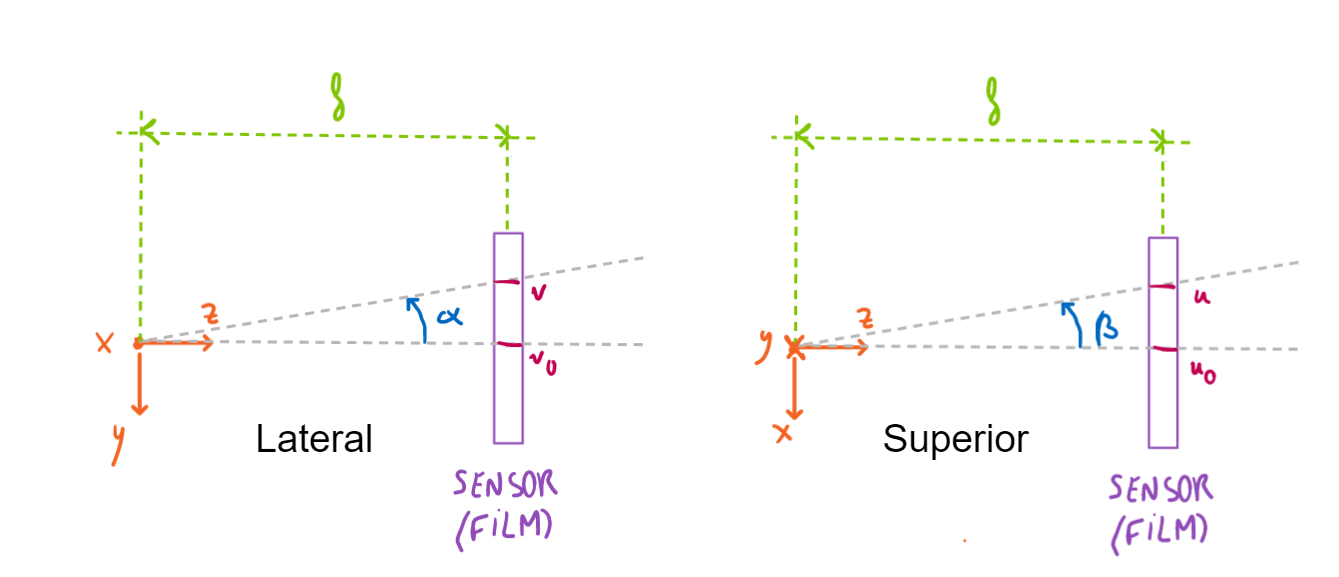 f
f
α
v
v₀
z
x
y
Lateral
SENSOR
(FiLM)
β
u
u₀
z
y
x
Superior
SENSOR
(FiLM)